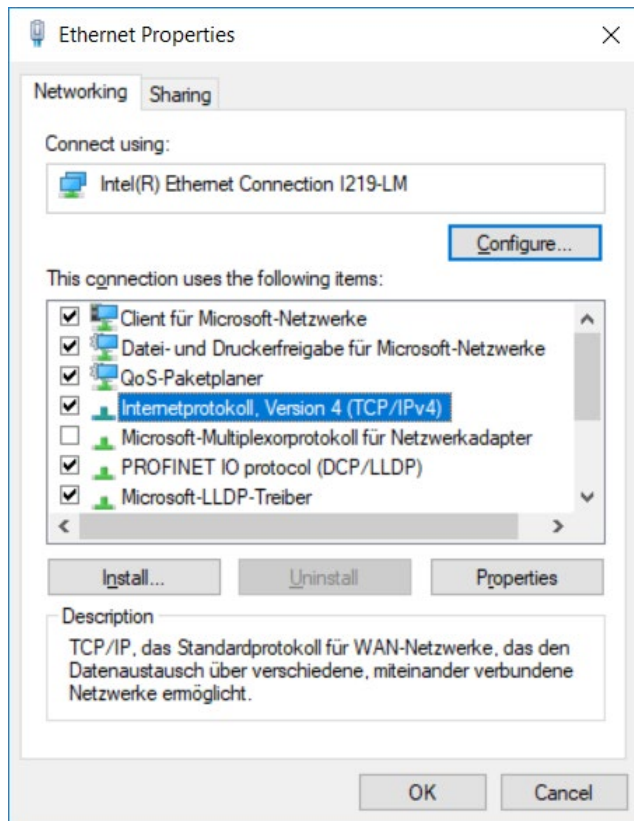 Ethernet Properties
Networking
Sharing
Connect using:
Intel(R) Ethernet Connection I219-LM
Configure...
This connection uses the following items:
Client für Microsoft-Netzwerke
Datei- und Druckerfreigabe für Microsoft-Netzwerke
QoS-Paketplaner
Internetprotokoll, Version 4 (TCP/IPv4)
Microsoft-Multiplexorprotokoll für Netzwerkadapter
PROFINET IO protocol (DCP/LLDP)
Microsoft-LLDP-Treiber
Install...
Uninstall
Properties
Description
TCP/IP, das Standardprotokoll für WAN-Netzwerke, das den
Datenaustausch über verschiedene, miteinander verbundene
Netzwerke ermöglicht.
OK
Cancel